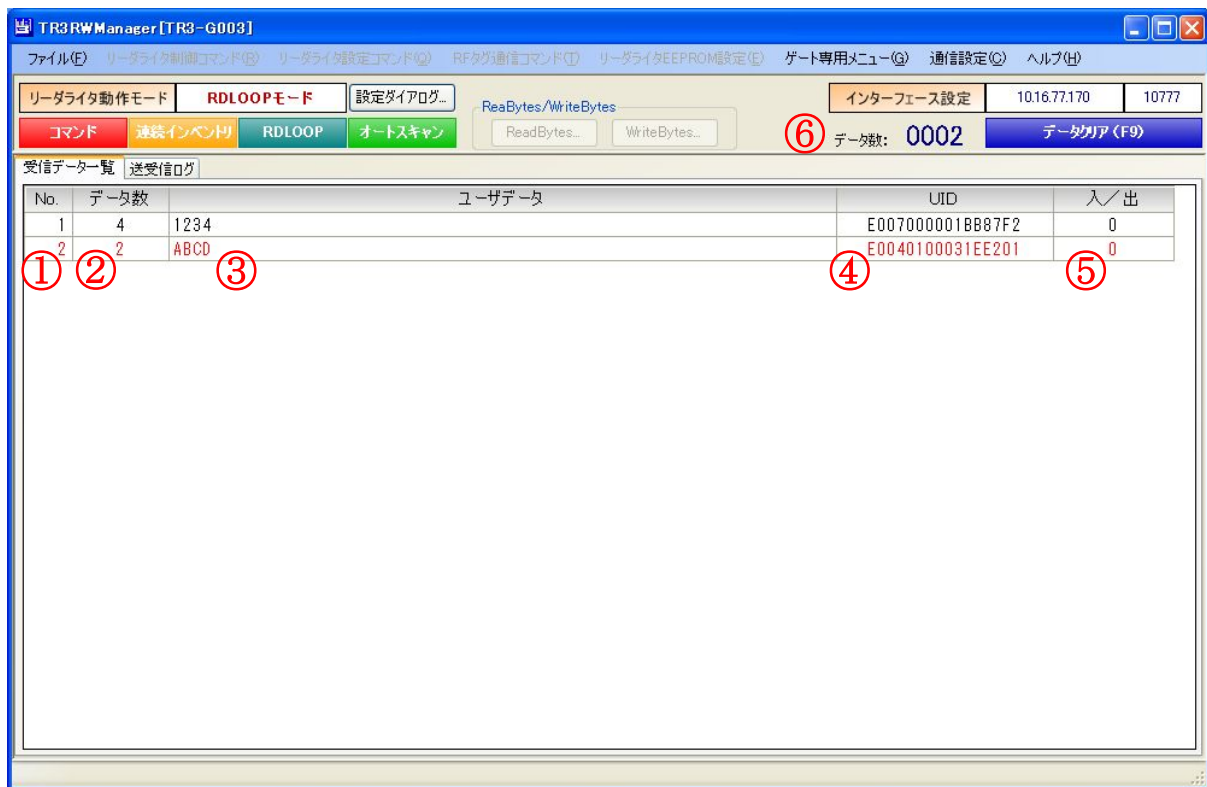 TR3RWManager[TR3-G003]
ファイル(F) リーダライタ制御コマンド(R) リーダライタ設定コマンド(Q) RFタグ通信コマンド(T) リーダライタEEPROM設定(E) ゲート専用メニュー(G) 通信設定(C) ヘルプ(H)
リーダライタ動作モード RDLOOPモード 設定ダイアログ... ReaBytes/WriteBytes インターフェース設定 10.16.77.170 10777
コマンド 連続インベントリ RDLOOP オートスキャン ReadBytes... WriteBytes... ⑥ データ数: 0002 データクリア(F9)
受信データ一覧 送受信ログ
No. データ数 ユーザデータ UID 入/出
1 4 1234 E007000001BB87F2 0
2 2 ABCD E0040100031EE201 0
① ② ③ ④ ⑤